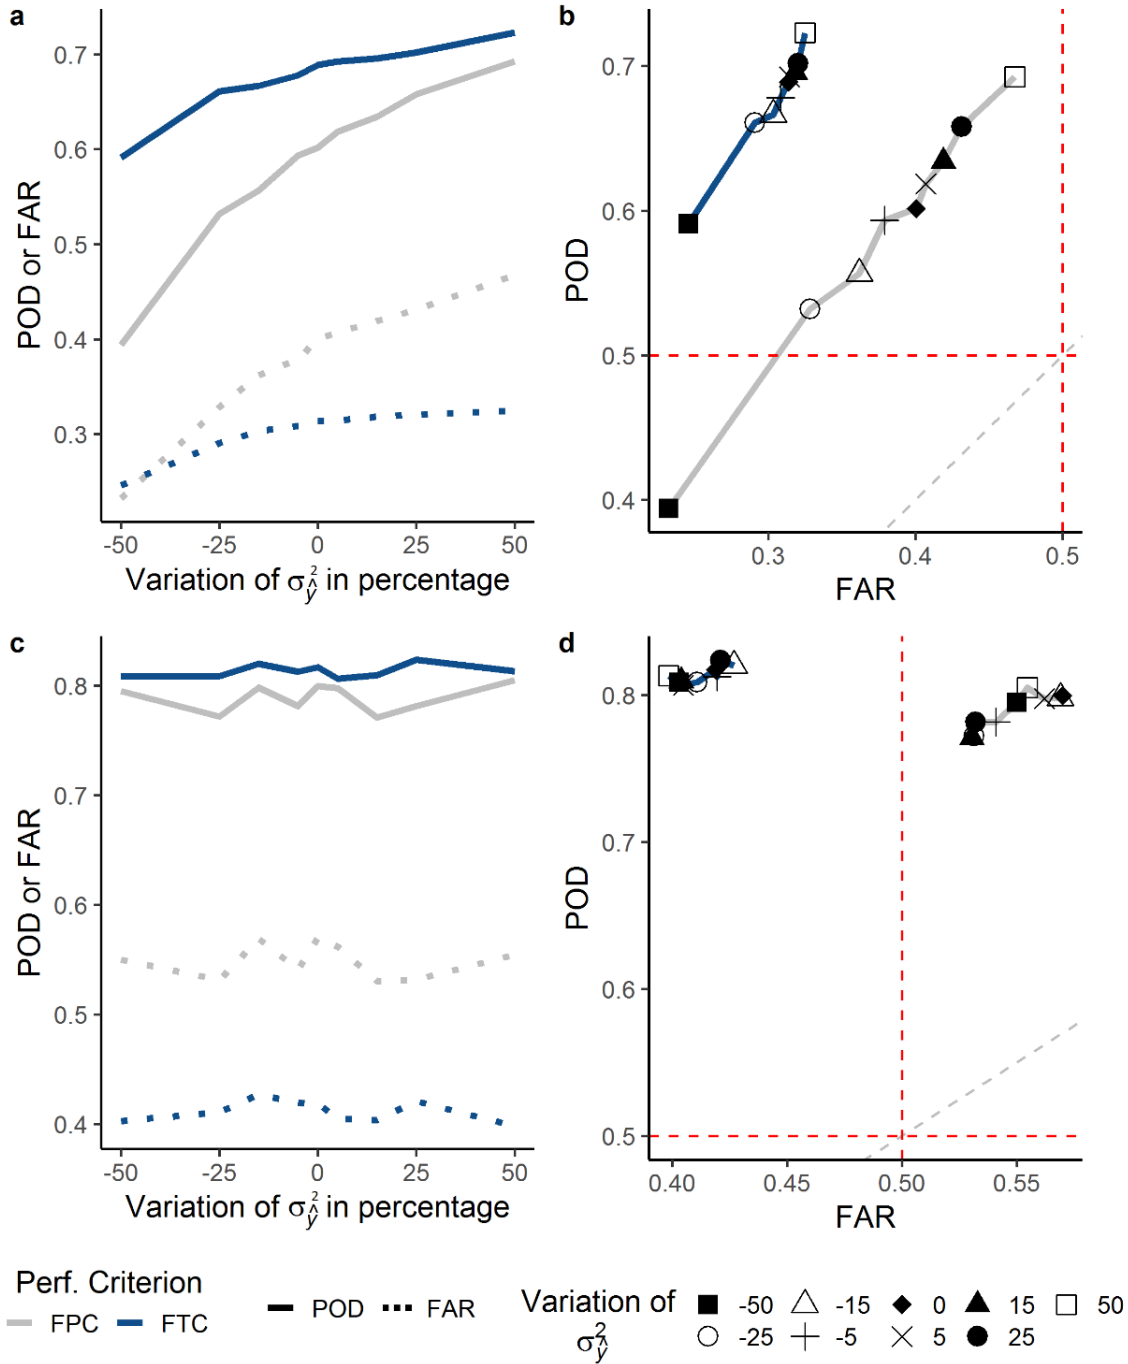 a
0.7
0.6
0.5
0.4
0.3
POD or FAR
-50 -25 0 25 50
Variation of σ²ŷ in percentage
b
0.7
0.6
0.5
0.4
POD
0.3 0.4 0.5
FAR
c
0.8
0.7
0.6
0.5
0.4
POD or FAR
-50 -25 0 25 50
Variation of σ²ŷ in percentage
d
0.8
0.7
0.6
0.5
POD
0.40 0.45 0.50 0.55
FAR
Perf. Criterion
FPC FTC
POD FAR
Variation of
σ²ŷ
-50 -15 0 15 50
-25 -5 5 25